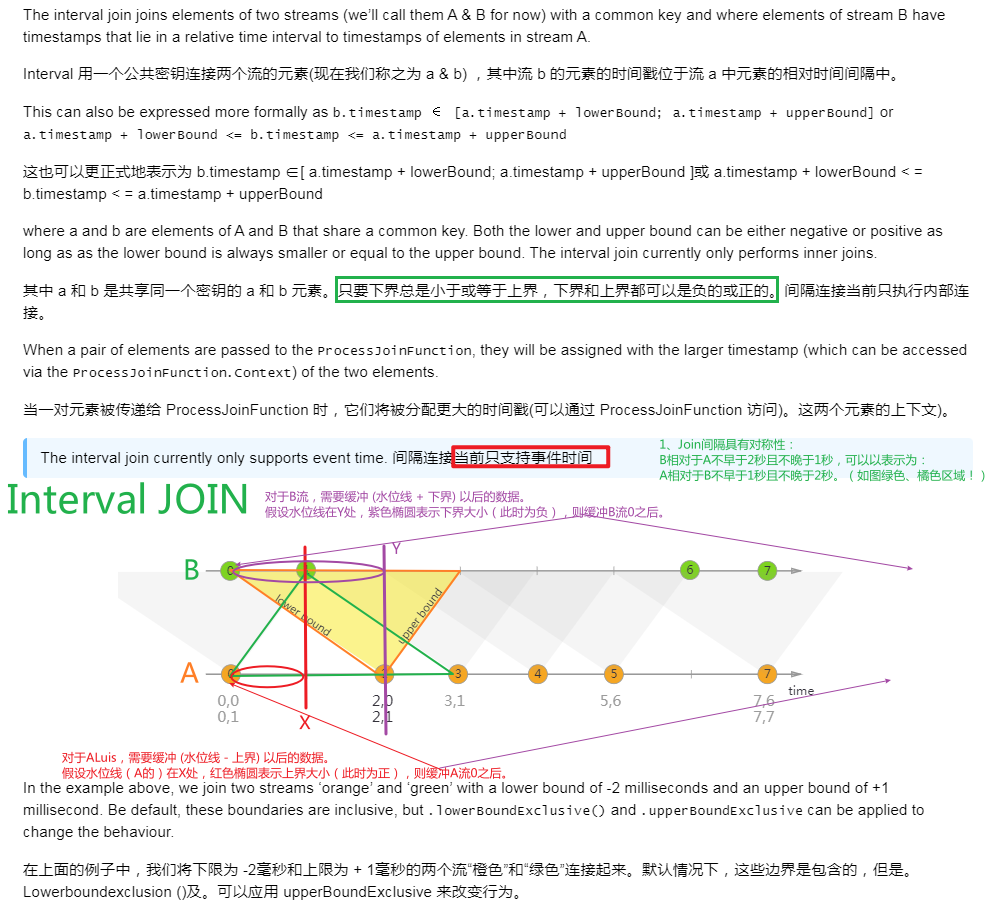 The interval join joins elements of two streams (we'll call them A & B for now) with a common key and where elements of stream B have
timestamps that lie in a relative time interval to timestamps of elements in stream A.
Interval 用一个公共密钥连接两个流的元素(现在我们称之为 a & b) ，其中流 b 的元素的时间戳位于流 a 中元素的相对时间间隔中。
This can also be expressed more formally as b.timestamp ∈ [a.timestamp + lowerBound; a.timestamp + upperBound] or
a.timestamp + lowerBound <= b.timestamp <= a.timestamp + upperBound
这也可以更正式地表示为 b.timestamp ∈[ a.timestamp + lowerBound; a.timestamp + upperBound ]或 a.timestamp + lowerBound < =
b.timestamp < = a.timestamp + upperBound
where a and b are elements of A and B that share a common key. Both the lower and upper bound can be either negative or positive as
long as as the lower bound is always smaller or equal to the upper bound. The interval join currently only performs inner joins.
其中 a 和 b 是共享同一个密钥的 a 和 b 元素。只要下界总是小于或等于上界，下界和上界都可以是负的或正的。间隔连接当前只执行内部连
接。
When a pair of elements are passed to the ProcessJoinFunction, they will be assigned with the larger timestamp (which can be accessed
via the ProcessJoinFunction.Context) of the two elements.
当一对元素被传递给 ProcessJoinFunction 时，它们将被分配更大的时间戳(可以通过 ProcessJoinFunction 访问)。这两个元素的上下文)。
The interval join currently only supports event time. 间隔连接当前只支持事件时间
1、Join间隔具有对称性：
B相对于A不早于2秒且不晚于1秒，可以以表示为：
A相对于B不早于1秒且不晚于2秒。（如图绿色、橘色区域！）
Interval JOIN
对于B流，需要缓冲 (水位线 + 下界) 以后的数据。
假设水位线在Y处，紫色椭圆表示下界大小（此时为负），则缓冲B流0之后。
Y
B
0
6
7
lower bound
upper bound
A
0
2
3
4
5
7
time
0,0
2,0
3,1
5,6
7,6
0,1
2,1
7,7
X
对于ALuis，需要缓冲 (水位线 - 上界) 以后的数据。
假设水位线（A的）在X处，红色椭圆表示上界大小（此时为正），则缓冲A流0之后。
In the example above, we join two streams 'orange' and 'green' with a lower bound of -2 milliseconds and an upper bound of +1
millisecond. Be default, these boundaries are inclusive, but .lowerBoundExclusive() and .upperBoundExclusive can be applied to
change the behaviour.
在上面的例子中，我们将下限为 -2毫秒和上限为 + 1毫秒的两个流“橙色”和“绿色”连接起来。默认情况下，这些边界是包含的，但是。
Lowerboundexclusion ()及。可以应用 upperBoundExclusive 来改变行为。